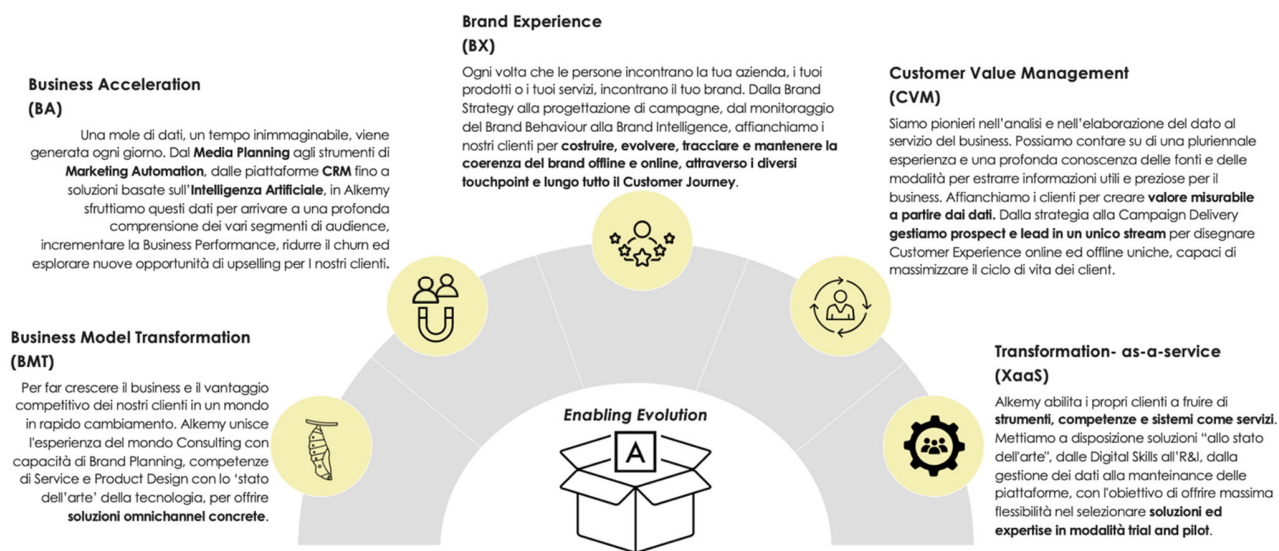 Business Model Transformation
(BMT)
Per far crescere il business e il vantaggio
competitivo dei nostri clienti in un mondo
in rapido cambiamento. Alkemy unisce
l'esperienza del mondo Consulting con
capacità di Brand Planning, competenze
di Service e Product Design con lo 'stato
dell'arte' della tecnologia, per offrire
soluzioni omnichannel concrete.
Business Acceleration
(BA)
Una mole di dati, un tempo inimmaginabile, viene
generata ogni giorno. Dal Media Planning agli strumenti di
Marketing Automation, dalle piattaforme CRM fino a
soluzioni basate sull'Intelligenza Artificiale, in Alkemy
sfruttiamo questi dati per arrivare a una profonda
comprensione dei vari segmenti di audience,
incrementare la Business Performance, ridurre il churn ed
esplorare nuove opportunità di upselling per I nostri clienti.
Brand Experience
(BX)
Ogni volta che le persone incontrano la tua azienda, i tuoi
prodotti o i tuoi servizi, incontrano il tuo brand. Dalla Brand
Strategy alla progettazione di campagne, dal monitoraggio
del Brand Behaviour alla Brand Intelligence, affianchiamo i
nostri clienti per costruire, evolvere, tracciare e mantenere la
coerenza del brand offline e online, attraverso i diversi
touchpoint e lungo tutto il Customer Journey.
Customer Value Management
(CVM)
Siamo pionieri nell'analisi e nell'elaborazione del dato al
servizio del business. Possiamo contare su di una pluriennale
esperienza e una profonda conoscenza delle fonti e delle
modalità per estrarre informazioni utili e preziose per il
business. Affianchiamo i clienti per creare valore misurabile
a partire dai dati. Dalla strategia alla Campaign Delivery
gestiamo prospect e lead in un unico stream per disegnare
Customer Experience online ed offline uniche, capaci di
massimizzare il ciclo di vita dei client.
Transformation- as-a-service
(XaaS)
Alkemy abilita i propri clienti a fruire di
strumenti, competenze e sistemi come servizi.
Mettiamo a disposizione soluzioni "allo stato
dell'arte", dalle Digital Skills all'R&I, dalla
gestione dei dati alla manteinance delle
piattaforme, con l'obiettivo di offrire massima
flessibilità nel selezionare soluzioni ed
expertise in modalità trial and pilot.
Enabling Evolution
A